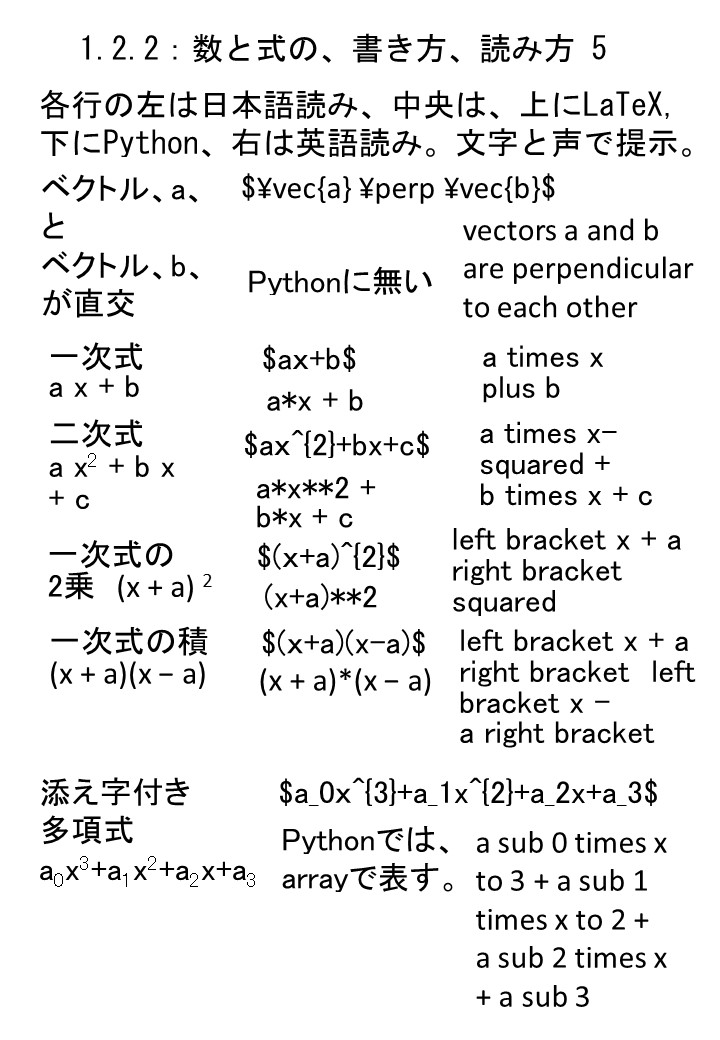 1.2.2：数と式の、書き方、読み方 5
各行の左は日本語読み、中央は、上にLaTeX,
下にPython、右は英語読み。文字と声で提示。
ベクトル、a、
と
ベクトル、b、
が直交
$¥vec{a} ¥perp ¥vec{b}$
Pythonに無い
vectors a and b
are perpendicular
to each other
一次式
a x + b
$ax+b$
a*x + b
a times x
plus b
二次式
a x² + b x
+ c
$ax^{2}+bx+c$
a*x**2 +
b*x + c
a times x−
squared +
b times x + c
一次式の
2乗 (x + a) ²
$(x+a)^{2}$
(x+a)**2
left bracket x + a
right bracket
squared
一次式の積
(x + a)(x − a)
$(x+a)(x−a)$
(x + a)*(x − a)
left bracket x + a
right bracket left
bracket x −
a right bracket
添え字付き
多項式
a₀x³+a₁x²+a₂x+a₃
$a_0x^{3}+a_1x^{2}+a_2x+a_3$
Pythonでは、
arrayで表す。
a sub 0 times x
to 3 + a sub 1
times x to 2 +
a sub 2 times x
+ a sub 3